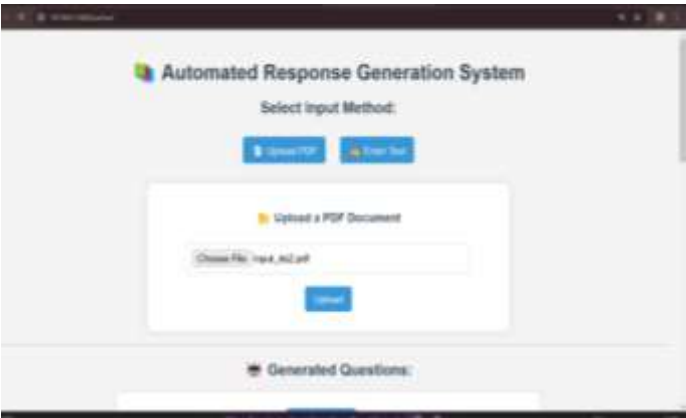 Automated Response Generation System
Select Input Method:
Upload PDF
Enter Text
Upload a PDF Document
Choose File
Upload
Generated Questions: